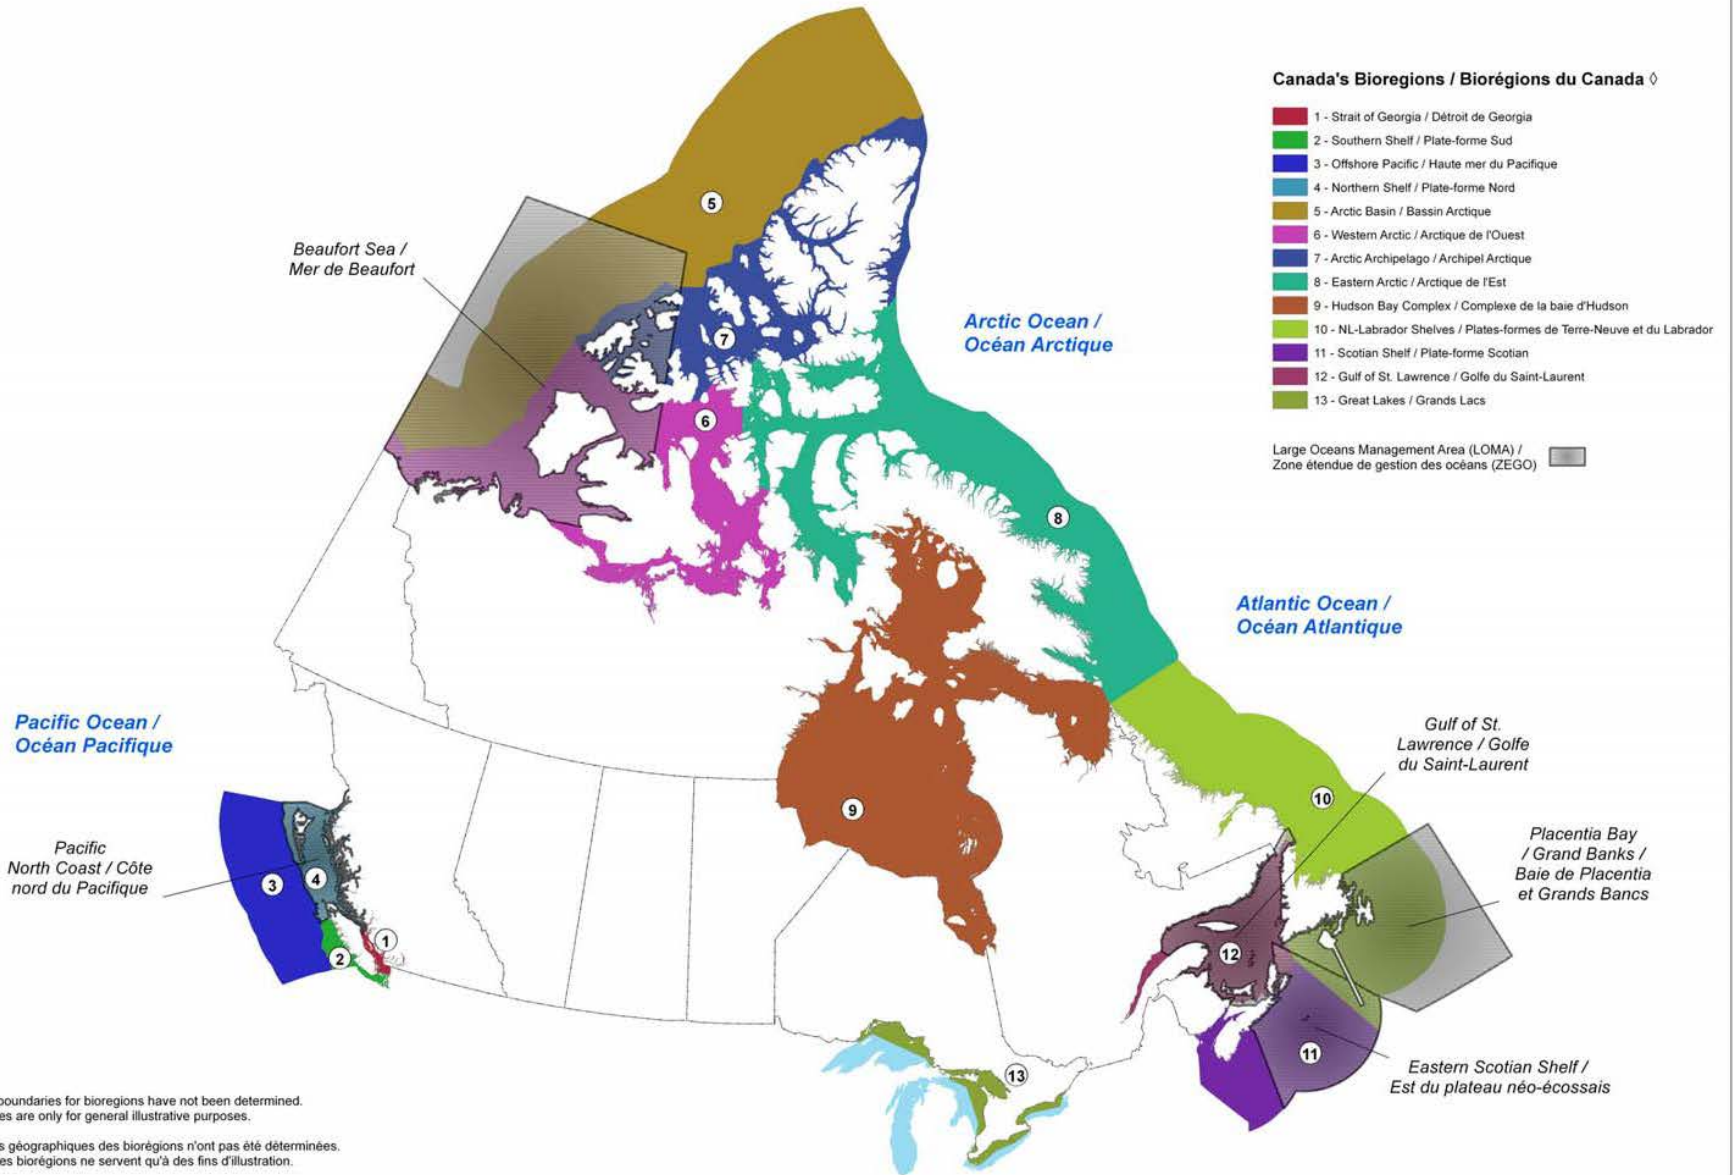 Canada's Bioregions / Biorégions du Canada ◊
1 - Strait of Georgia / Détroit de Georgia
2 - Southern Shelf / Plate-forme Sud
3 - Offshore Pacific / Haute mer du Pacifique
4 - Northern Shelf / Plate-forme Nord
5 - Arctic Basin / Bassin Arctique
6 - Western Arctic / Arctique de l'Ouest
7 - Arctic Archipelago / Archipel Arctique
8 - Eastern Arctic / Arctique de l'Est
9 - Hudson Bay Complex / Complexe de la baie d'Hudson
10 - NL-Labrador Shelves / Plates-formes de Terre-Neuve et du Labrador
11 - Scotian Shelf / Plate-forme Scotian
12 - Gulf of St. Lawrence / Golfe du Saint-Laurent
13 - Great Lakes / Grands Lacs
Large Oceans Management Area (LOMA) /
Zone étendue de gestion des océans (ZEGO)
5
Beaufort Sea /
Mer de Beaufort
Arctic Ocean /
Océan Arctique
7
6
8
Atlantic Ocean /
Océan Atlantique
Pacific Ocean /
Océan Pacifique
Gulf of St.
Lawrence / Golfe
du Saint-Laurent
10
9
Pacific
North Coast / Côte
nord du Pacifique
3
4
1
2
Placentia Bay
/ Grand Banks /
Baie de Placentia
et Grands Bancs
12
11
13
Eastern Scotian Shelf /
Est du plateau néo-écossais
boundaries for bioregions have not been determined.
es are only for general illustrative purposes.
s géographiques des biorégions n'ont pas été déterminées.
es biorégions ne servent qu'à des fins d'illustration.